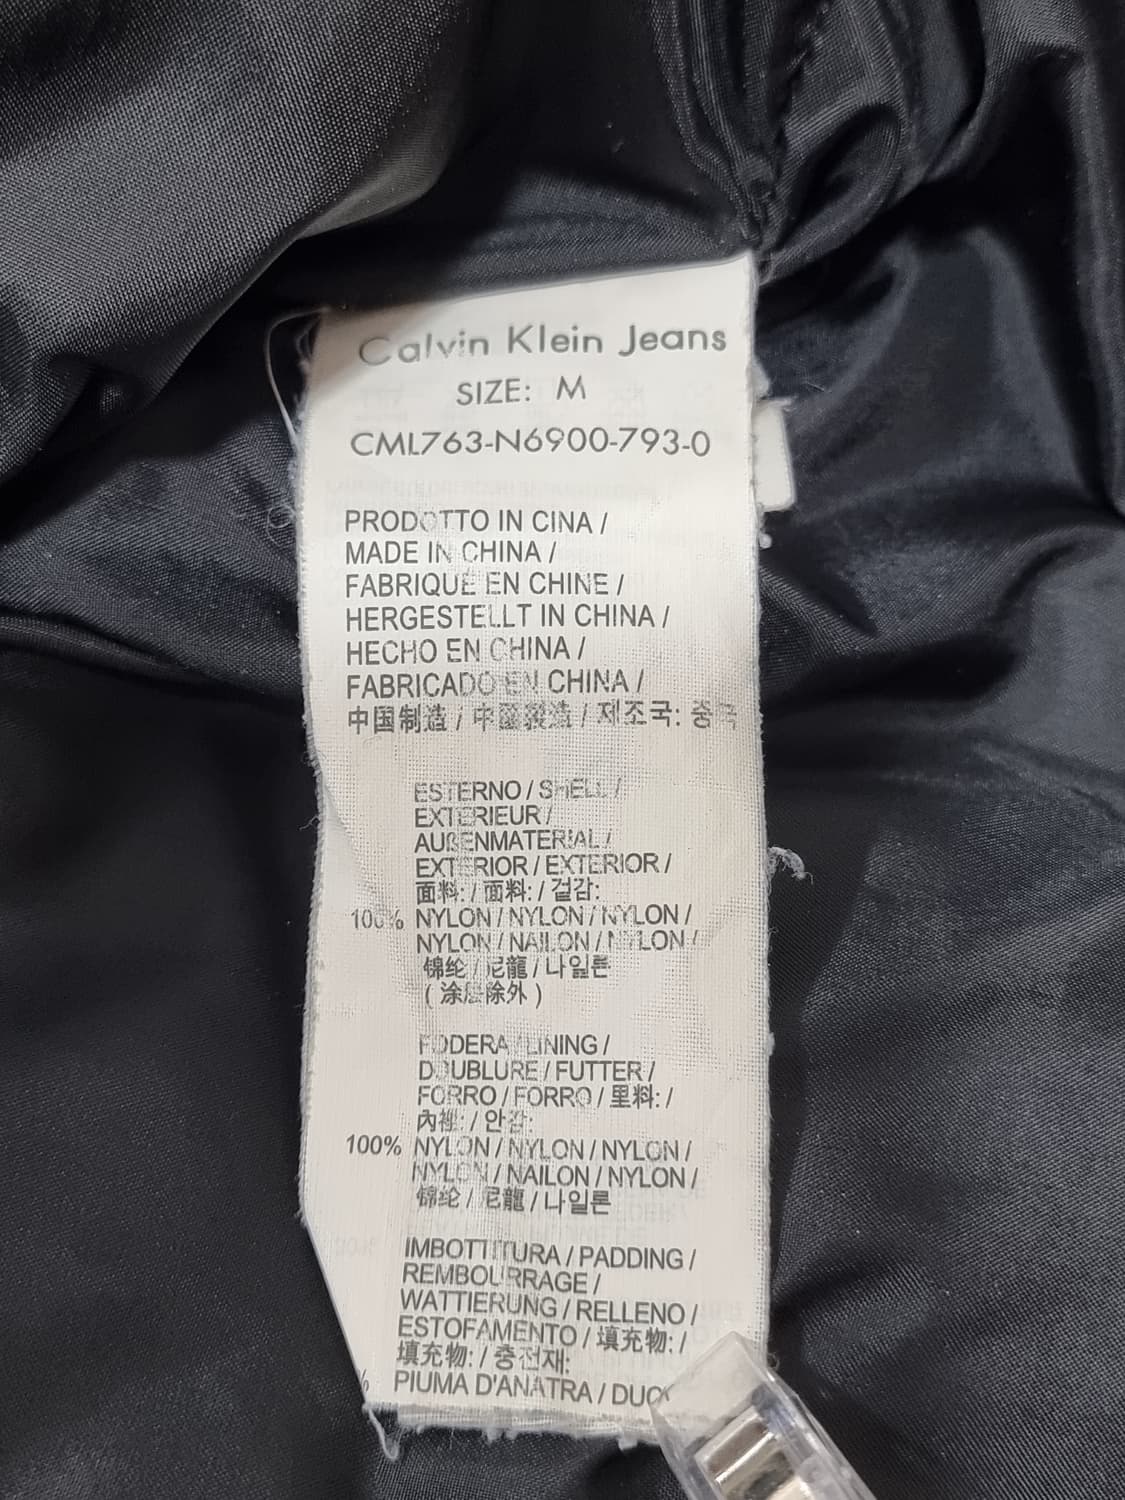 Calvin Klein Jeans
SIZE: M
CML763-N6900-793-0
PRODOTTO IN CINA /
MADE IN CHINA /
FABRIQUÉ EN CHINE /
HERGESTELLT IN CHINA /
HECHO EN CHINA /
FABRICADO EN CHINA /
中国制造 / 中國製造 / 제조국: 중국
ESTERNO / SHELL /
EXTERIEUR /
AUßENMATERIAL /
EXTERIOR / EXTERIOR /
面料: / 面料: / 겉감:
100% NYLON / NYLON / NYLON /
NYLON / NAILON / NYLON /
锦纶 / 尼龍 / 나일론
( 涂层除外 )
FODERA / LINING /
DOUBLURE / FUTTER /
FORRO / FORRO / 里料: /
內裡: / 안감:
100% NYLON / NYLON / NYLON /
NYLON / NAILON / NYLON /
锦纶 / 尼龍 / 나일론
IMBOTTITURA / PADDING /
REMBOURRAGE /
WATTIERUNG / RELLENO /
ESTOFAMENTO / 填充物: /
填充物: / 충전재:
% PIUMA D'ANATRA / DUCK